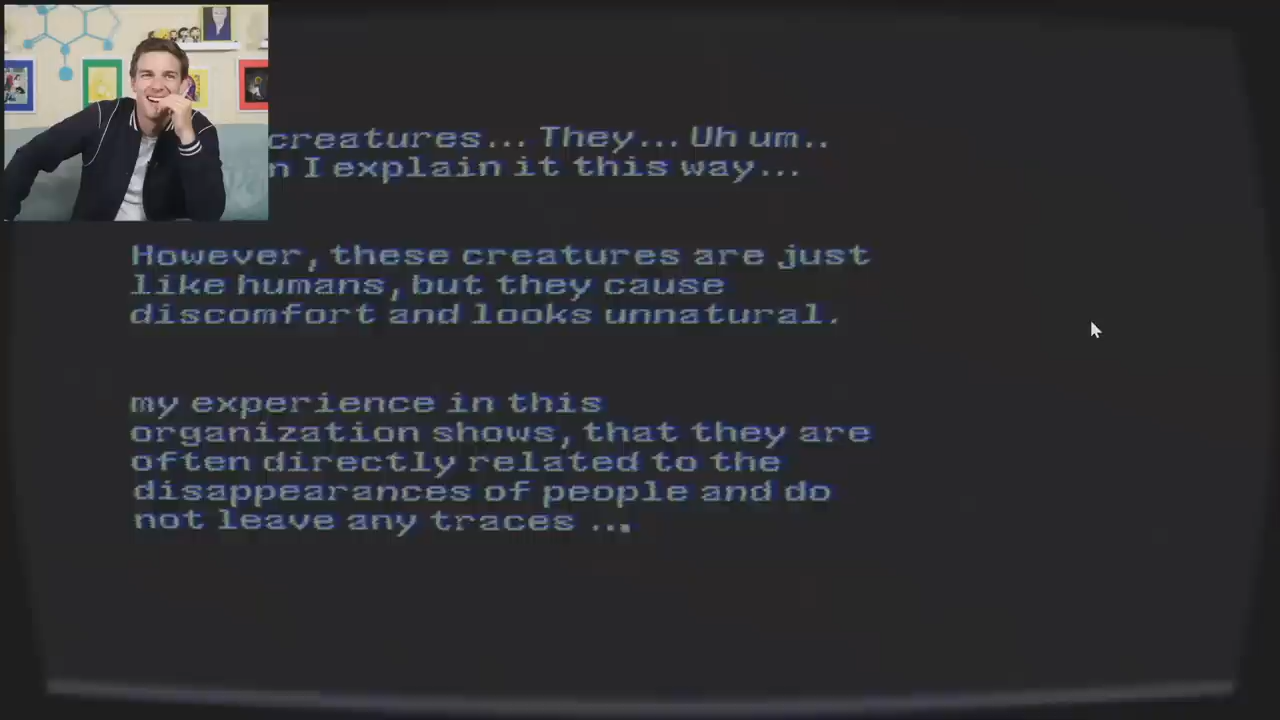 creatures... They... Uh um..
n I explain it this way...
However, these creatures are just
like humans, but they cause
discomfort and looks unnatural.
my experience in this
organization shows, that they are
often directly related to the
disappearances of people and do
not leave any traces ...